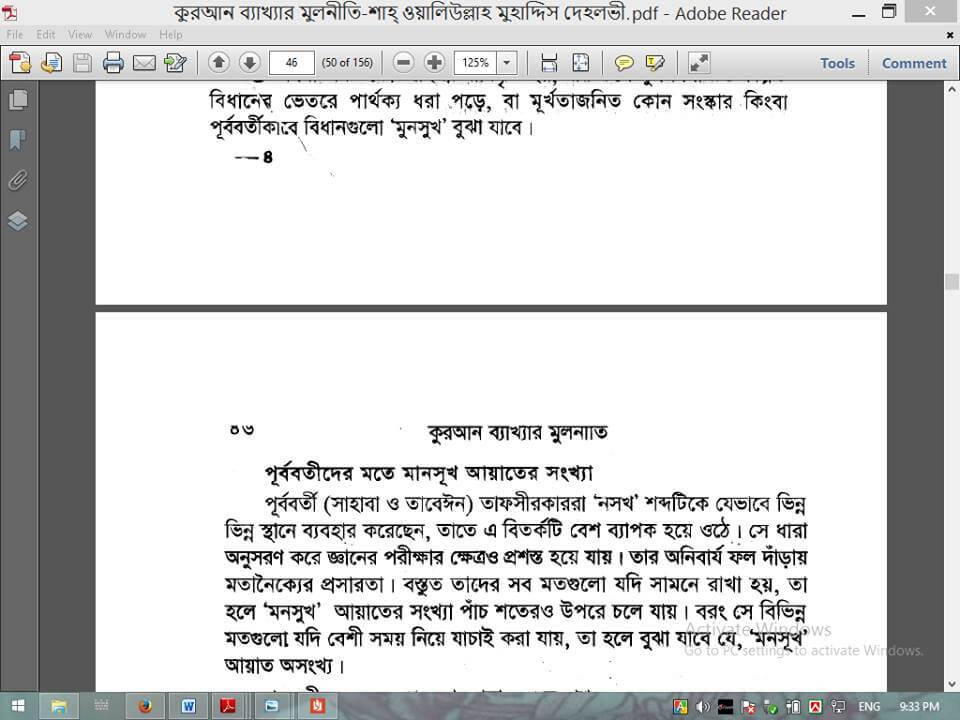 কুরআন ব্যাখ্যার মুলনীতি-শাহ্ ওয়ালিউল্লাহ মুহাদ্দিস দেহলভী.pdf - Adobe Reader
File Edit View Window Help
46 (50 of 156) 125% Tools Comment
বিধানের ভেতরে পার্থক্য ধরা পড়ে, বা মূর্খতাজনিত কোন সংস্কার কিংবা
পূর্ববর্তীকালে বিধানগুলো ‘মুনসুখ’ বুঝা যাবে।
—৪
৪৬ কুরআন ব্যাখ্যার মুলনীতি
পূর্ববর্তীদের মতে মানসূখ আয়াতের সংখ্যা
পূর্ববর্তী (সাহাবা ও তাবেঈন) তাফসীরকাররা ‘নসখ’ শব্দটিকে যেভাবে ভিন্ন
ভিন্ন স্থানে ব্যবহার করেছেন, তাতে এ বিতর্কটি বেশ ব্যাপক হয়ে ওঠে। সে ধারা
অনুসরণ করে জ্ঞানের পরীক্ষার ক্ষেত্রও প্রশস্ত হয়ে যায়। তার অনিবার্য ফল দাঁড়ায়
মতানৈক্যের প্রসারতা। বস্তুত তাদের সব মতগুলো যদি সামনে রাখা হয়, তা
হলে ‘মনসুখ’ আয়াতের সংখ্যা পাঁচ শতেরও উপরে চলে যায়। বরং সে বিভিন্ন
মতগুলো যদি বেশী সময় নিয়ে যাচাই করা যায়, তা হলে বুঝা যাবে যে, ‘মনসূখ’
আয়াত অসংখ্য।
Activate Windows
Go to PC settings to activate Windows.
ENG 9:33 PM